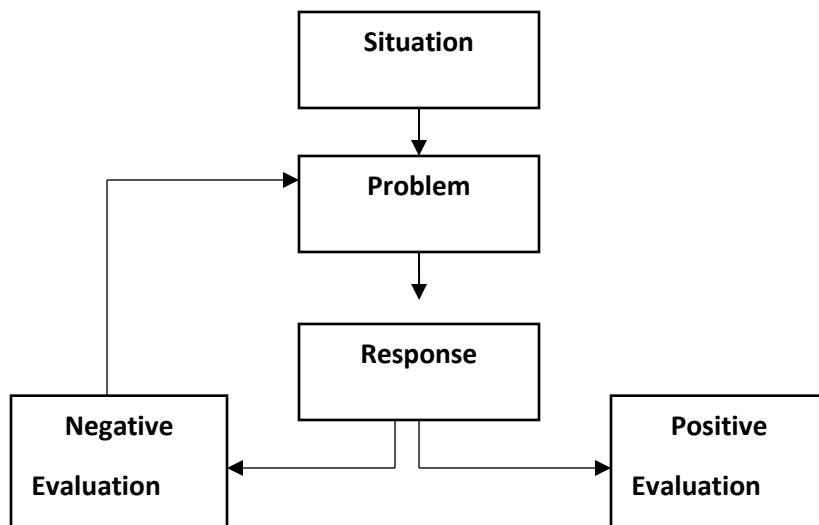 Situation
Problem
Response
Negative
Evaluation
Positive
Evaluation